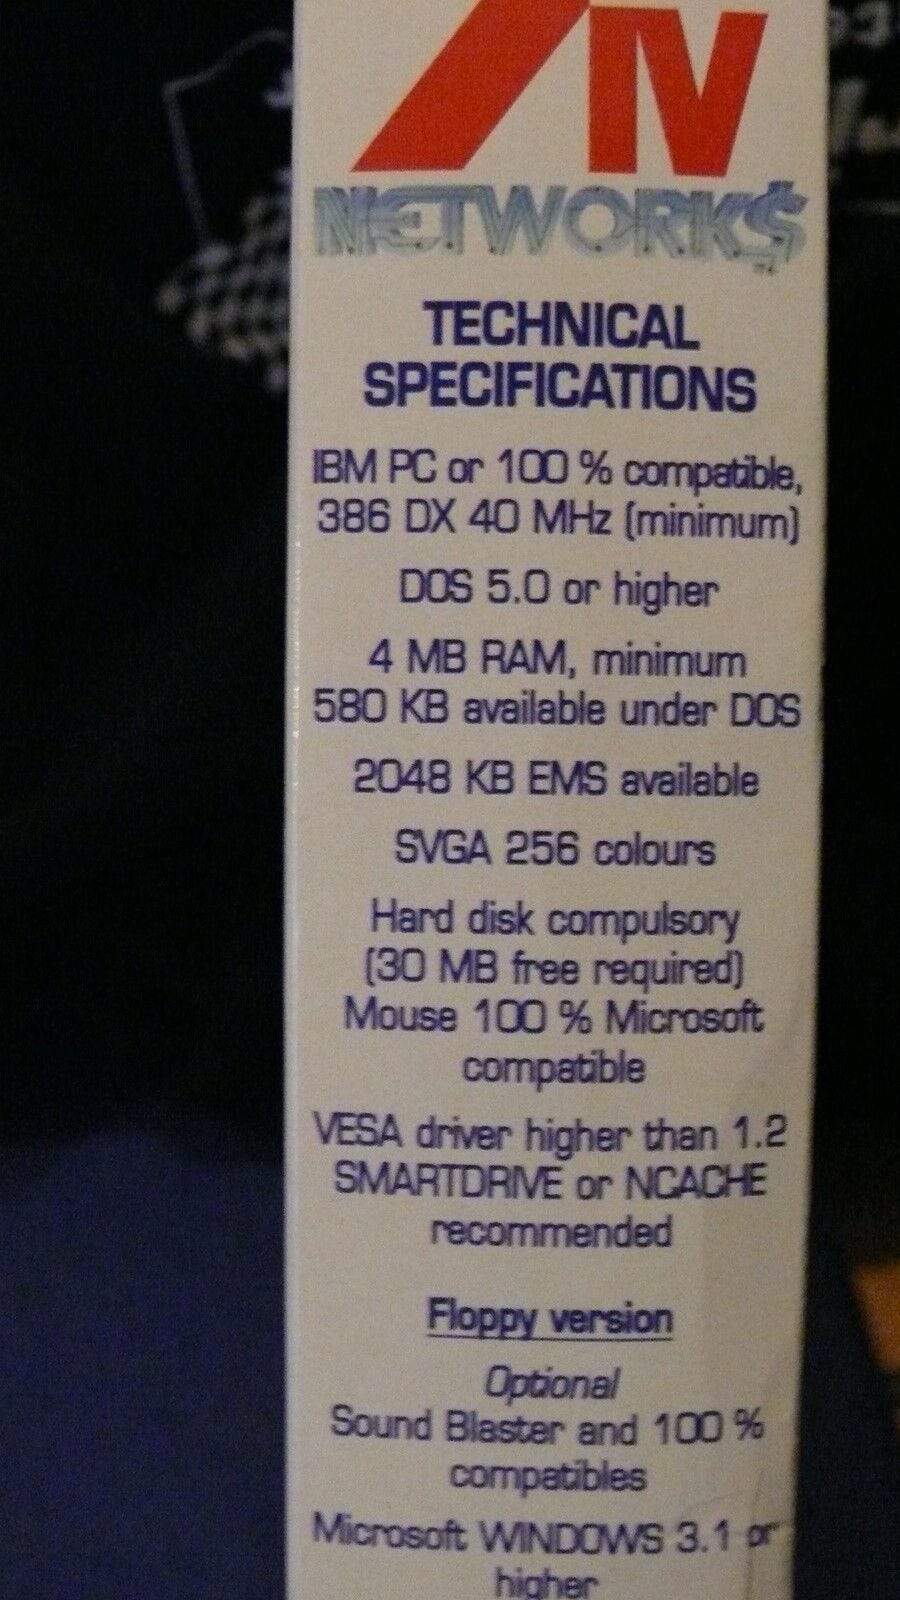 NETWORK$
TECHNICAL
SPECIFICATIONS
IBM PC or 100 % compatible,
386 DX 40 MHz (minimum)
DOS 5.0 or higher
4 MB RAM, minimum
580 KB available under DOS
2048 KB EMS available
SVGA 256 colours
Hard disk compulsory
(30 MB free required)
Mouse 100 % Microsoft
compatible
VESA driver higher than 1.2
SMARTDRIVE or NCACHE
recommended
Floppy version
Optional
Sound Blaster and 100 %
compatibles
Microsoft WINDOWS 3.1 or
higher